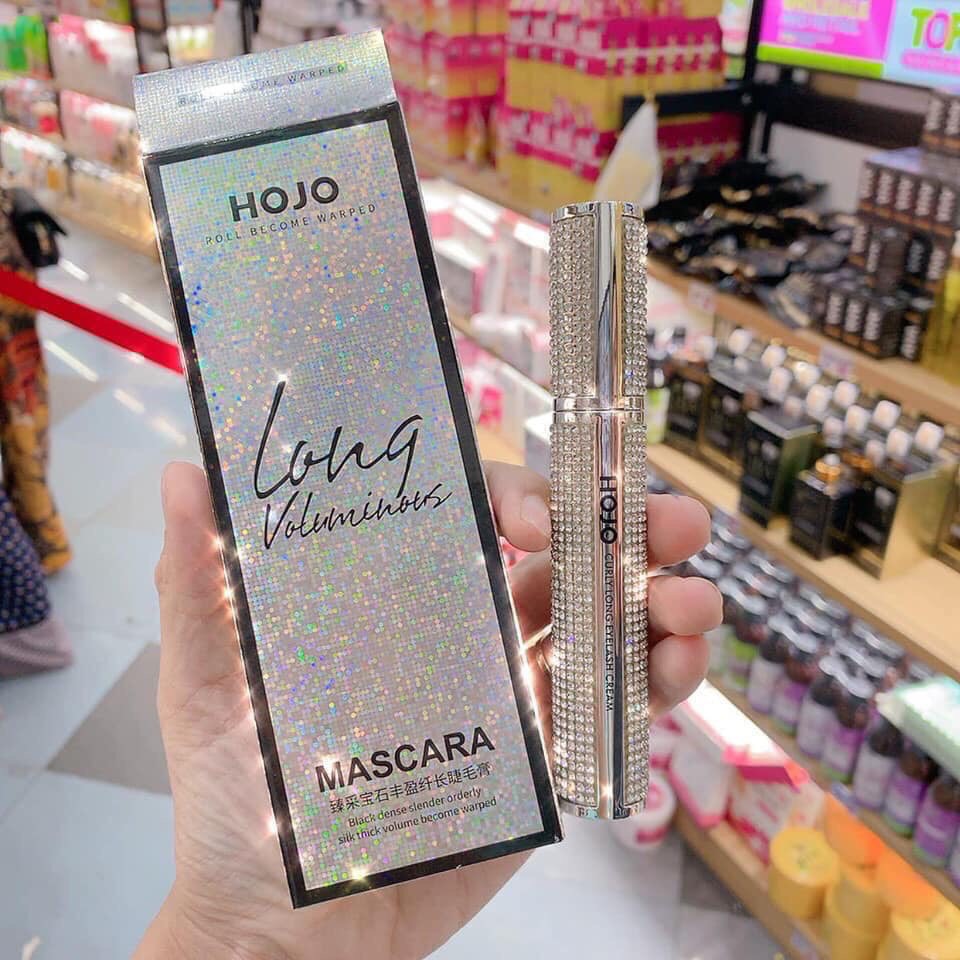 ROLL BECOME WARPED
HOJO
ROLL BECOME WARPED
Long
Voluminous
MASCARA
臻采宝石丰盈纤长睫毛膏
Black dense slender orderly
silk thick volume become warped
HOJO
CURLY LONG EYELASH CREAM
TOP